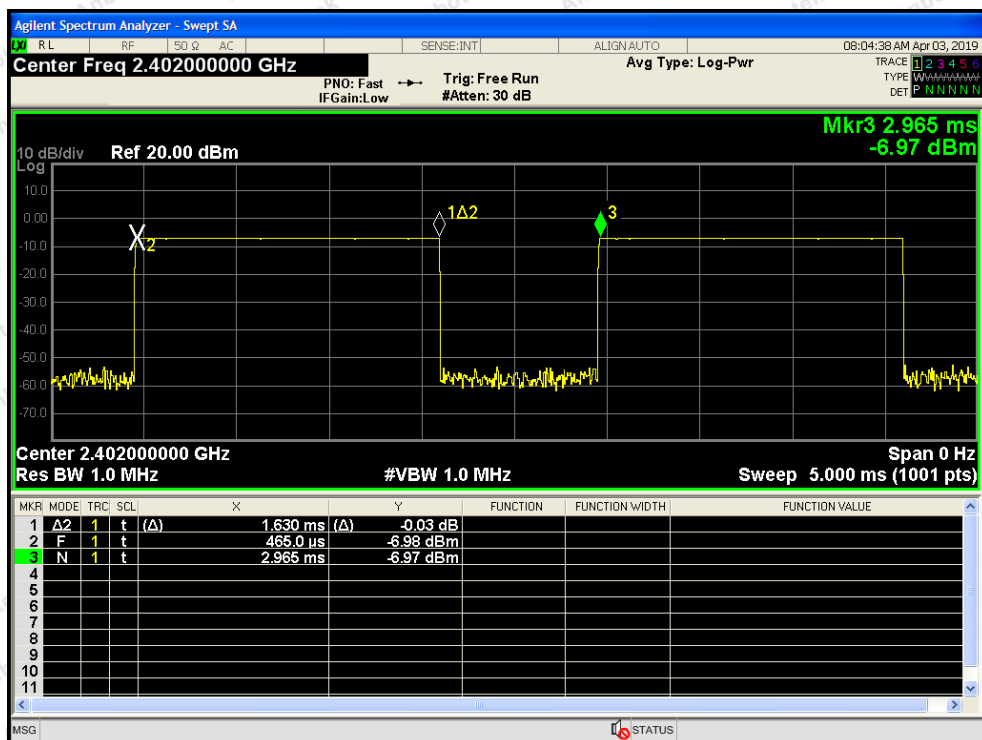 Agilent Spectrum Analyzer - Swept SA
LXI RL RF 50 Ω AC SENSE:INT ALIGN AUTO 08:04:38 AM Apr 03, 2019
Center Freq 2.402000000 GHz Avg Type: Log-Pwr TRACE 1 2 3 4 5 6
PNO: Fast Trig: Free Run TYPE W
IFGain:Low #Atten: 30 dB DET P N N N N N
Mkr3 2.965 ms
10 dB/div Ref 20.00 dBm -6.97 dBm
Log
10.0
0.00
-10.0
-20.0
-30.0
-40.0
-50.0
-60.0
-70.0
2
1Δ2
3
Center 2.402000000 GHz Span 0 Hz
Res BW 1.0 MHz #VBW 1.0 MHz Sweep 5.000 ms (1001 pts)
MKR MODE TRC SCL X Y FUNCTION FUNCTION WIDTH FUNCTION VALUE
1 Δ2 1 t (Δ) 1.630 ms (Δ) -0.03 dB
2 F 1 t 465.0 µs -6.98 dBm
3 N 1 t 2.965 ms -6.97 dBm
4
5
6
7
8
9
10
11
MSG STATUS